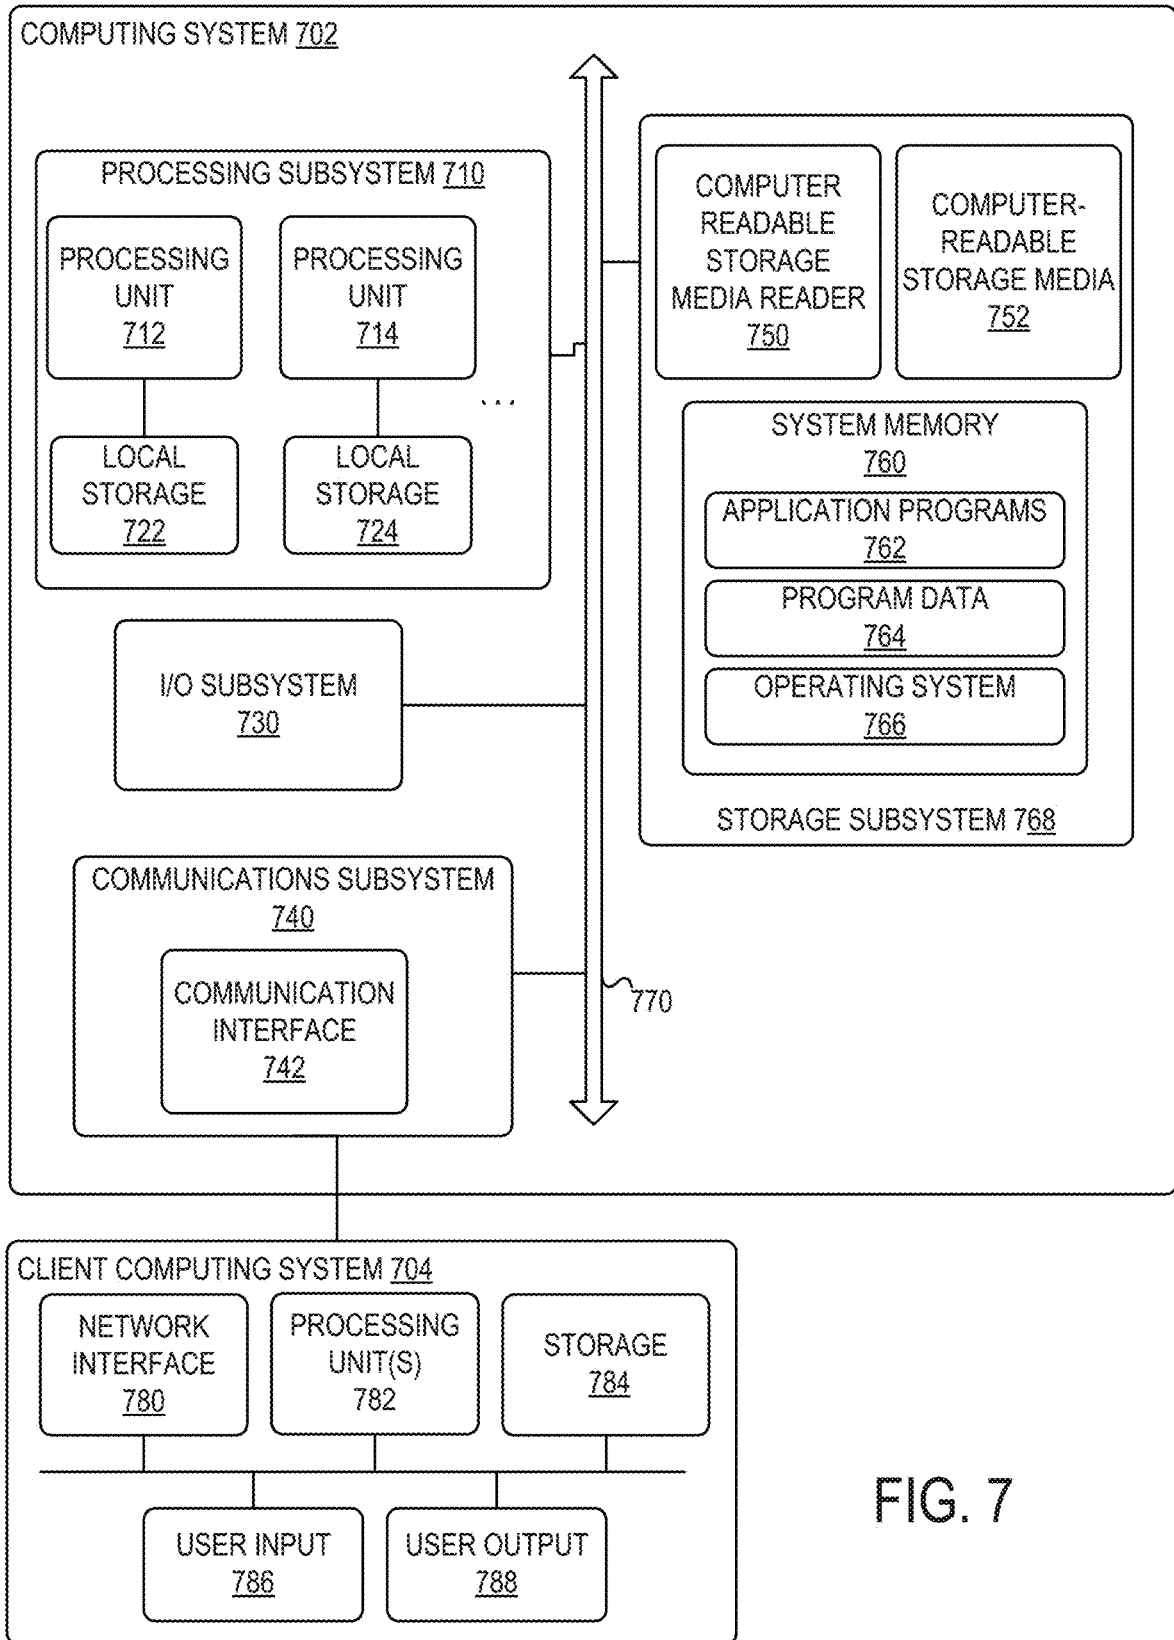 COMPUTING SYSTEM 702
PROCESSING SUBSYSTEM 710
PROCESSING
UNIT
712
PROCESSING
UNIT
714
. . .
LOCAL
STORAGE
722
LOCAL
STORAGE
724
COMPUTER
READABLE
STORAGE
MEDIA READER
750
COMPUTER-
READABLE
STORAGE MEDIA
752
SYSTEM MEMORY
760
APPLICATION PROGRAMS
762
PROGRAM DATA
764
OPERATING SYSTEM
766
STORAGE SUBSYSTEM 768
I/O SUBSYSTEM
730
COMMUNICATIONS SUBSYSTEM
740
COMMUNICATION
INTERFACE
742
770
CLIENT COMPUTING SYSTEM 704
NETWORK
INTERFACE
780
PROCESSING
UNIT(S)
782
STORAGE
784
USER INPUT
786
USER OUTPUT
788
FIG. 7